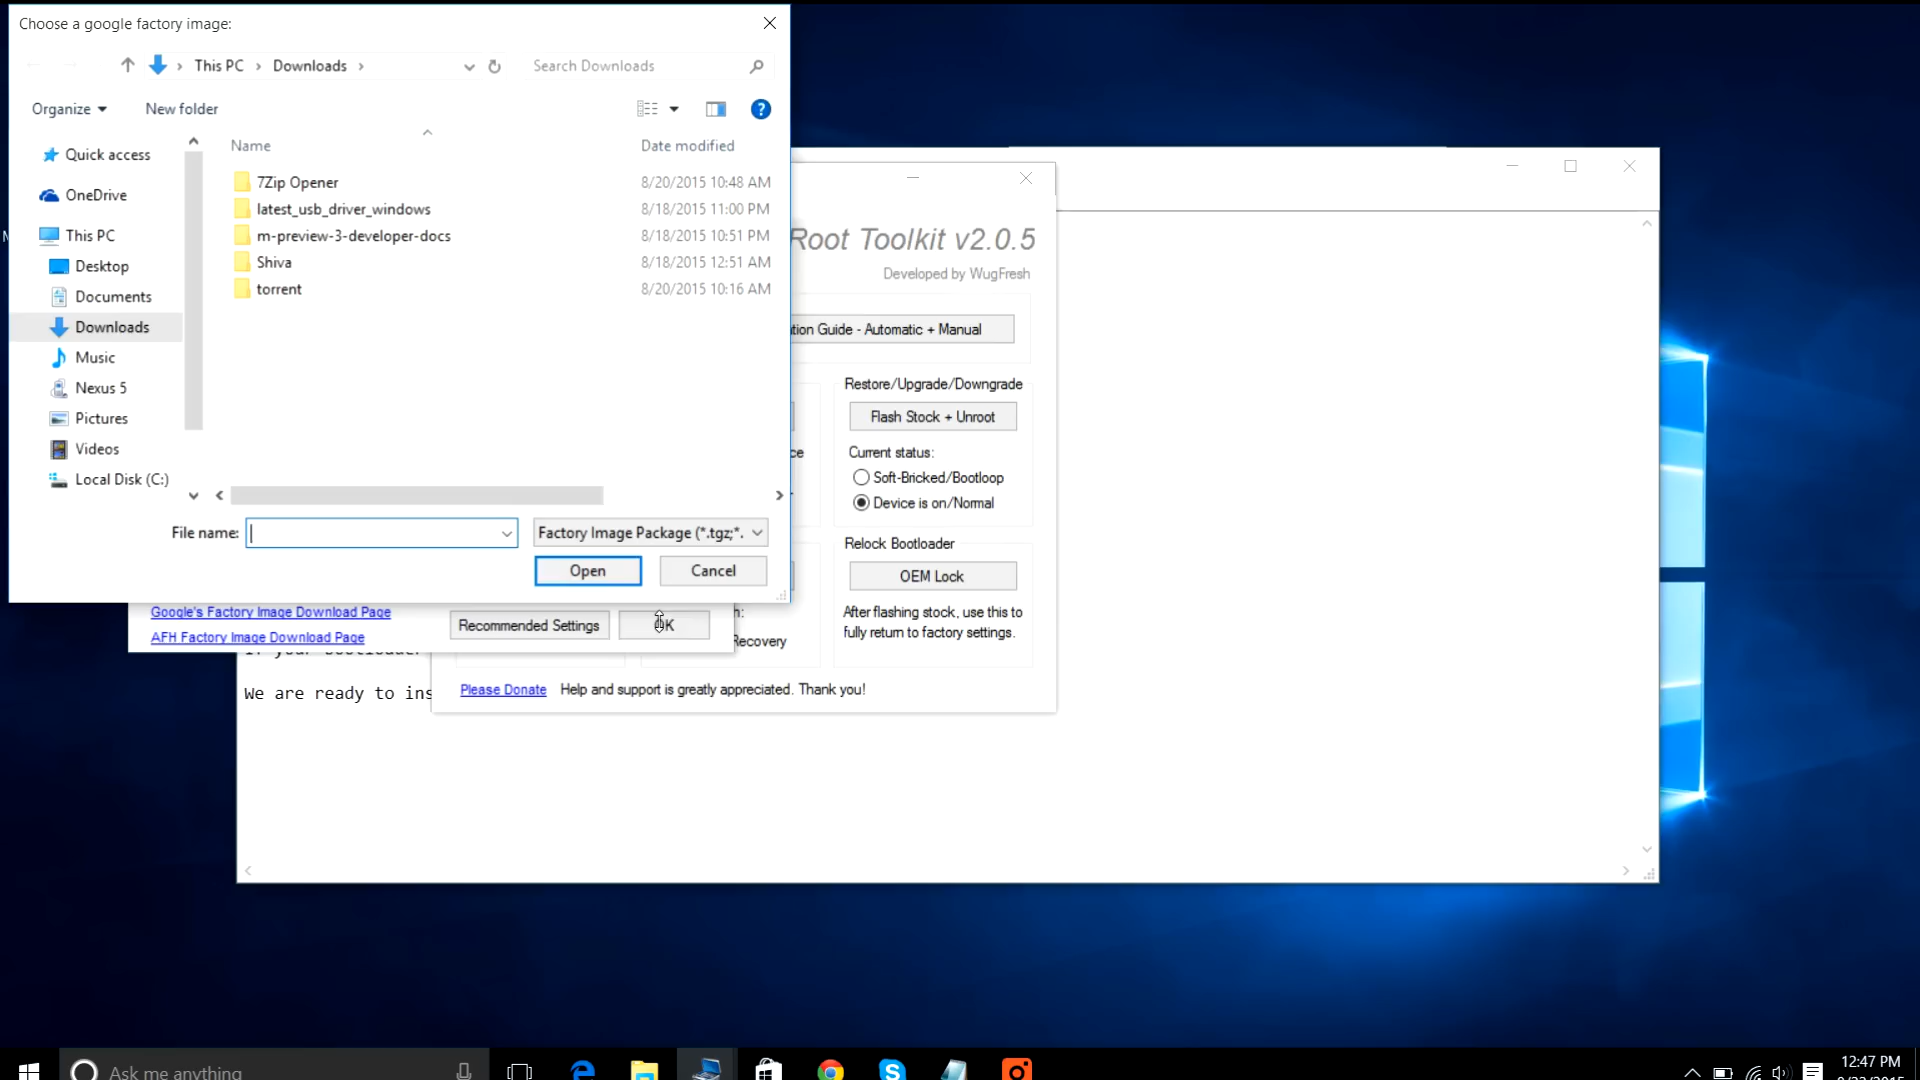 Choose a google factory image:
This PC
Downloads
Search Downloads
Organize
New folder
Name
Date modified
Quick access
OneDrive
This PC
Desktop
Documents
Downloads
Music
Nexus 5
Pictures
Videos
Local Disk (C:)
7Zip Opener 8/20/2015 10:48 AM
latest_usb_driver_windows 8/18/2015 11:00 PM
m-preview-3-developer-docs 8/18/2015 10:51 PM
Shiva 8/18/2015 12:51 AM
torrent 8/20/2015 10:16 AM
File name:
Factory Image Package (*.tgz;*.
Open
Cancel
Google's Factory Image Download Page
AFH Factory Image Download Page
Recommended Settings
Root Toolkit v2.0.5
Developed by WugFresh
Guide - Automatic + Manual
Restore/Upgrade/Downgrade
Flash Stock + Unroot
Current status:
Soft-Bricked/Bootloop
Device is on/Normal
Relock Bootloader
OEM Lock
After flashing stock, use this to
fully return to factory settings.
Recovery
Please Donate Help and support is greatly appreciated. Thank you!
We are ready to ins
Ask me anything
12:47 PM